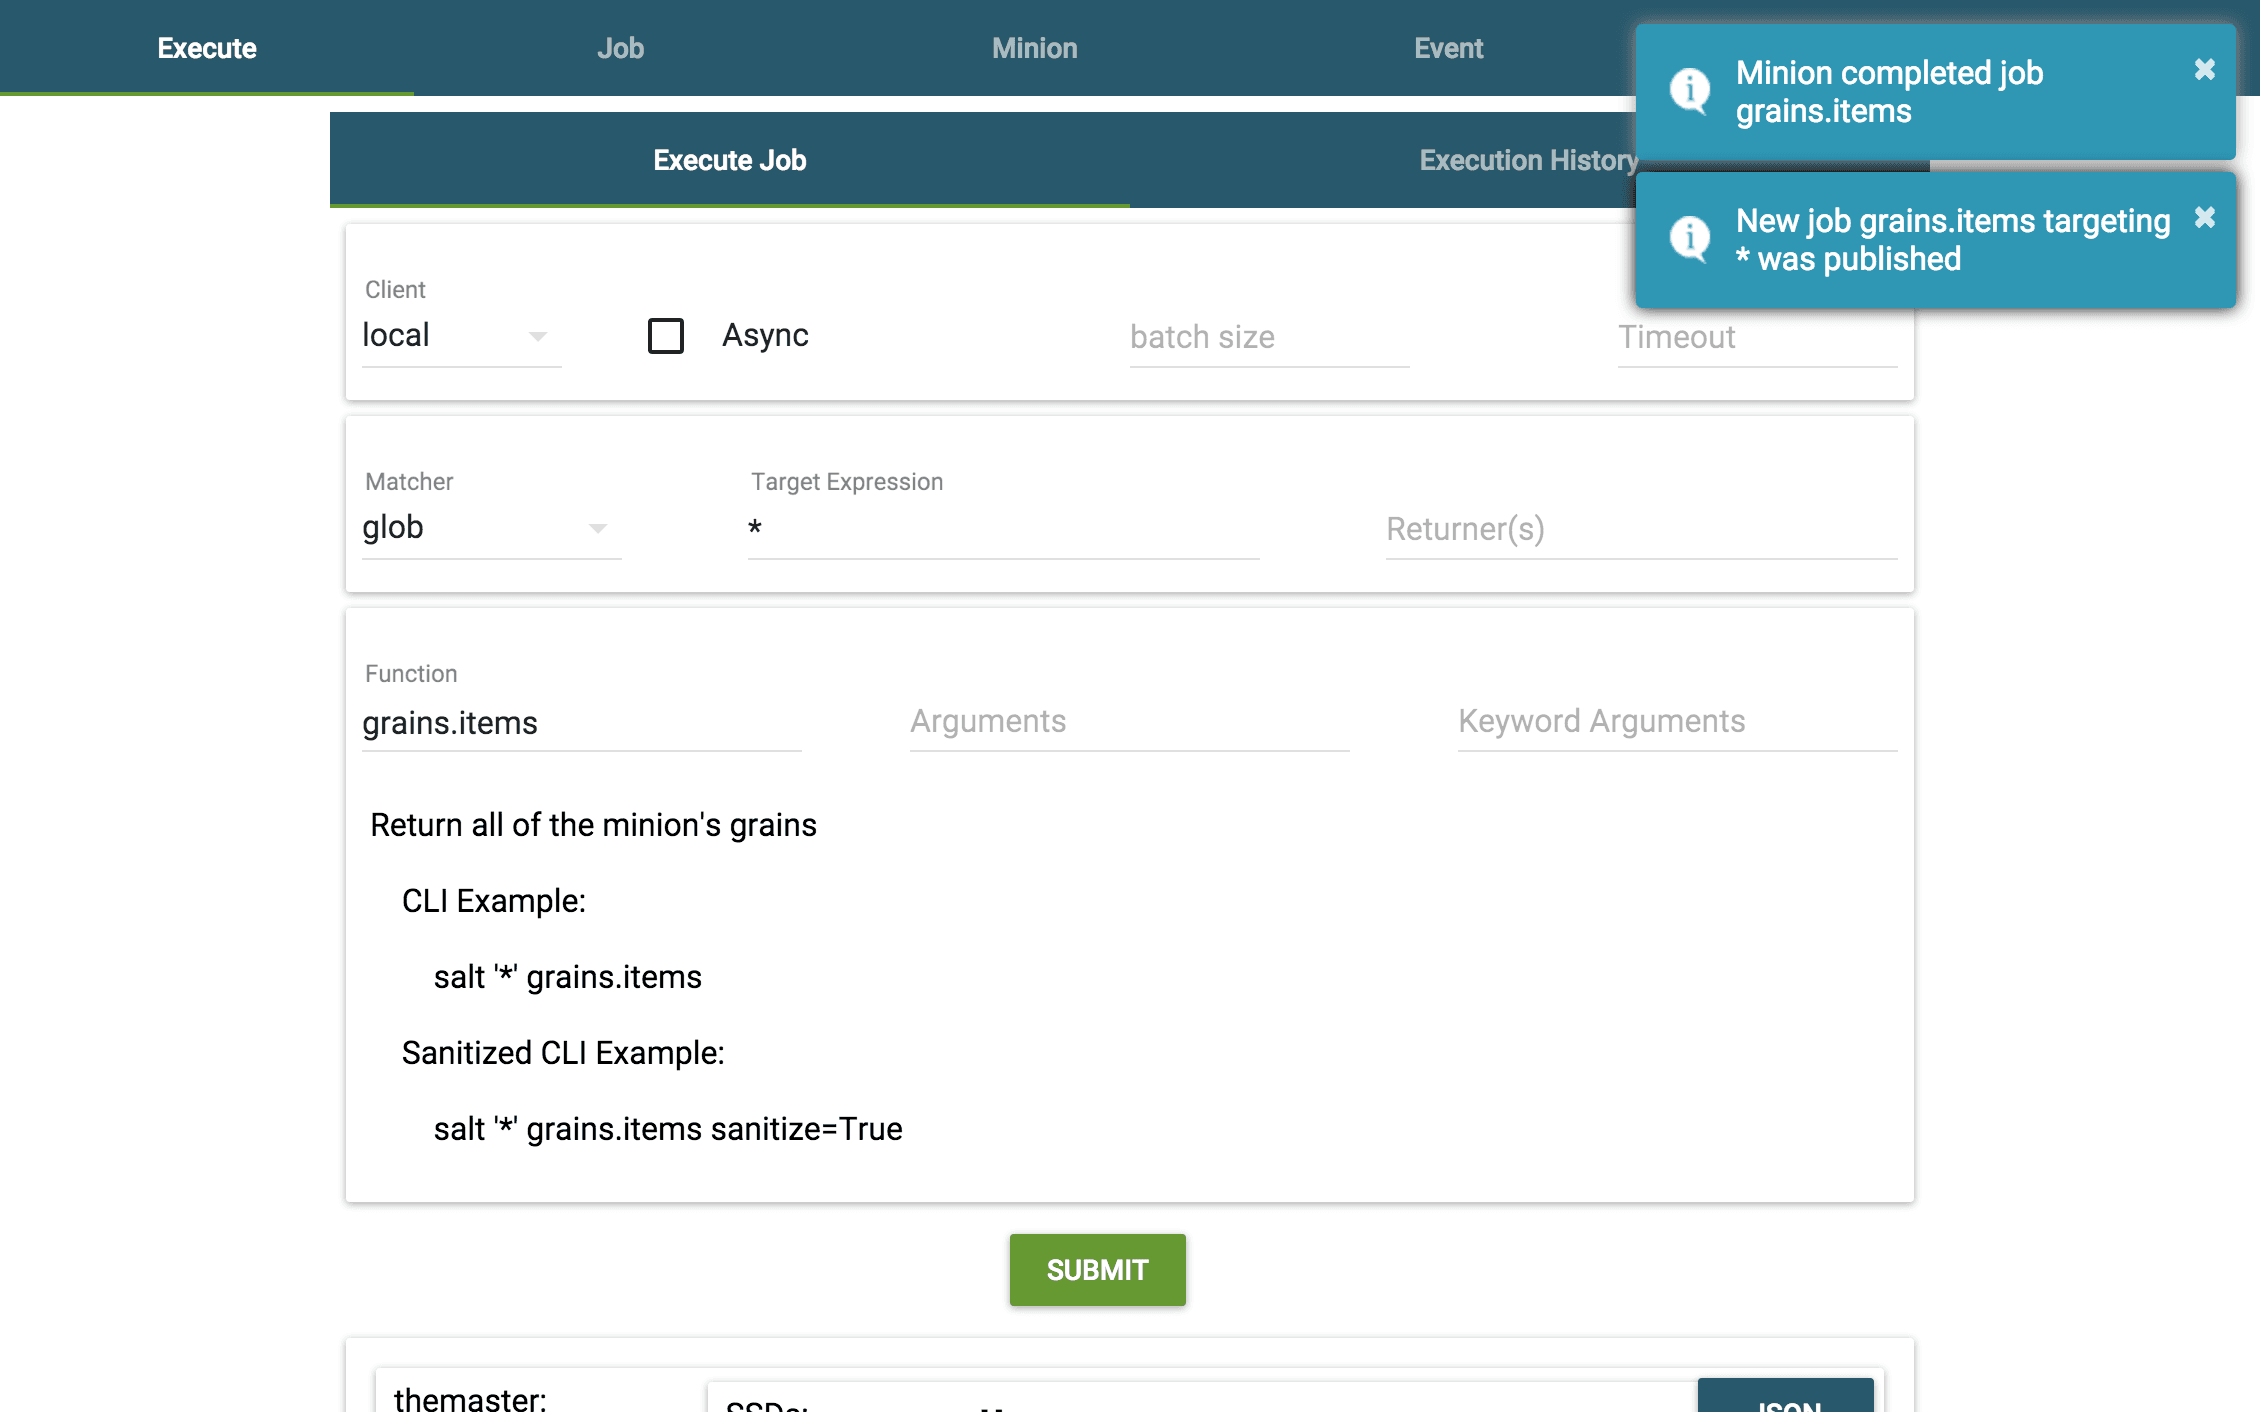 Execute Job Minion Event
Minion completed job
grains.items
Execute Job Execution History
New job grains.items targeting
* was published
Client
local Async batch size Timeout
Matcher Target Expression
glob * Returner(s)
Function
grains.items Arguments Keyword Arguments
Return all of the minion's grains
CLI Example:
salt '*' grains.items
Sanitized CLI Example:
salt '*' grains.items sanitize=True
SUBMIT
themaster: SSDs: JSON